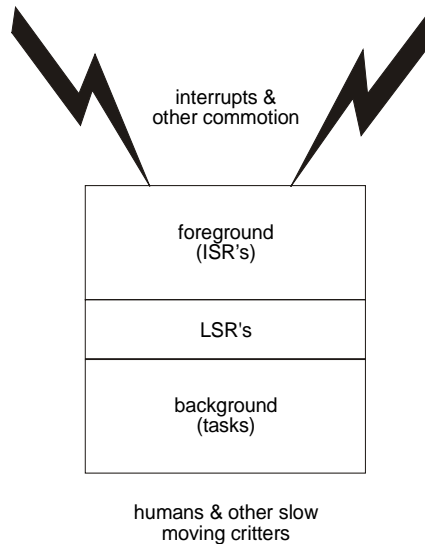 interrupts &
other commotion
foreground
(ISR's)
LSR's
background
(tasks)
humans & other slow
moving critters